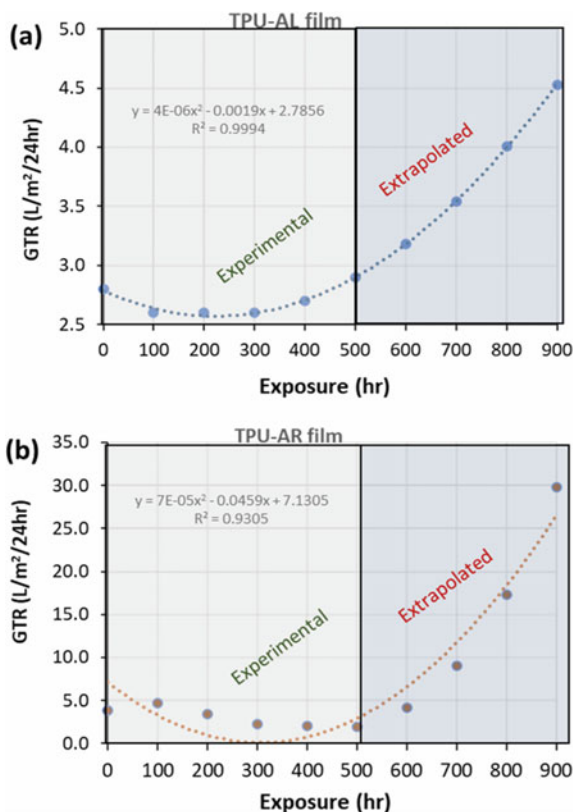 (a)
TPU-AL film
5.0
4.5
4.0
3.5
3.0
2.5
GTR (L/m²/24hr)
y = 4E-06x² - 0.0019x + 2.7856
R² = 0.9994
Experimental
Extrapolated
0 100 200 300 400 500 600 700 800 900
Exposure (hr)
(b)
TPU-AR film
35.0
30.0
25.0
20.0
15.0
10.0
5.0
0.0
GTR (L/m²/24hr)
y = 7E-05x² - 0.0459x + 7.1305
R² = 0.9305
Experimental
Extrapolated
0 100 200 300 400 500 600 700 800 900
Exposure (hr)